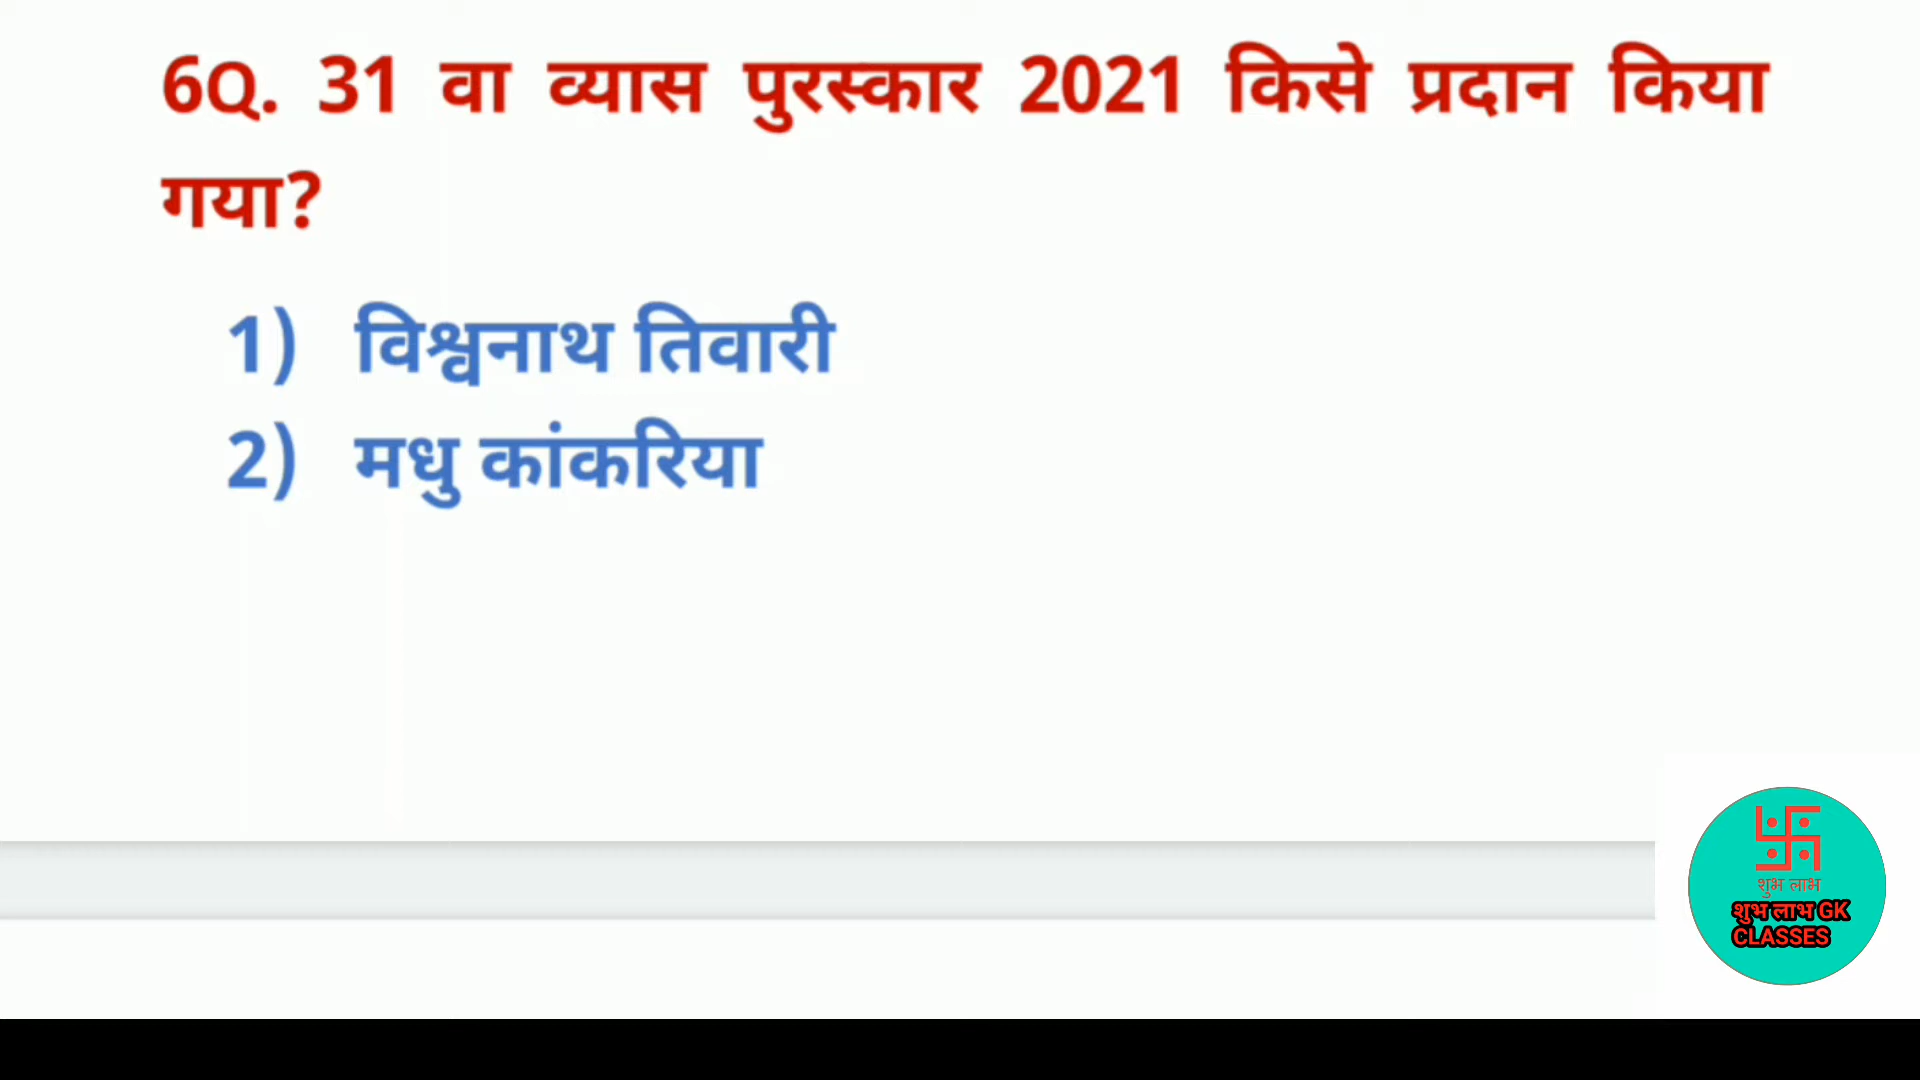 6Q. 31 वा व्यास पुरस्कार 2021 किसे प्रदान किया
गया?
1) विश्वनाथ तिवारी
2) मधु कांकरिया
शुभ लाभ
शुभ लाभ GK
CLASSES